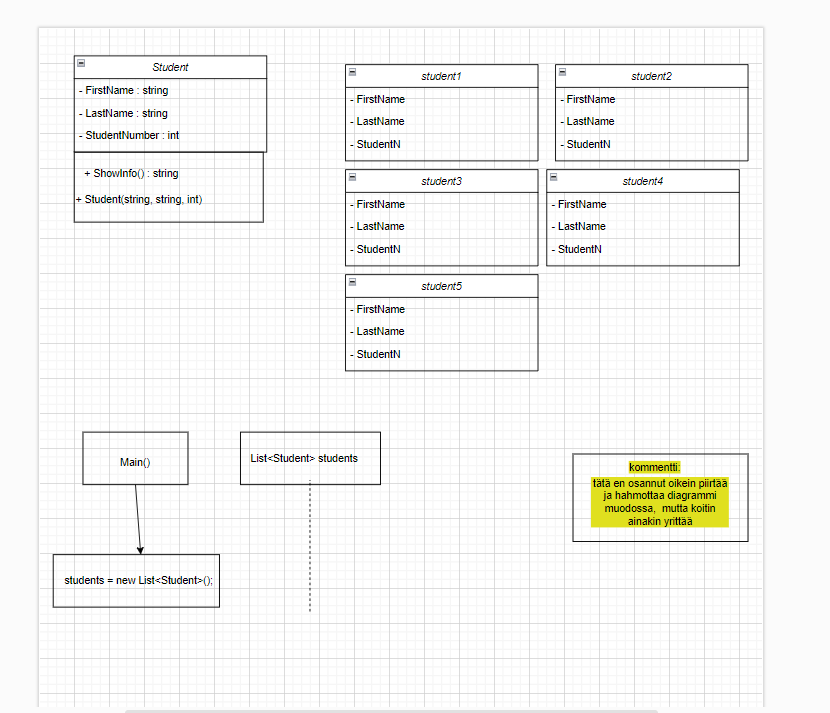 Student
- FirstName : string
- LastName : string
- StudentNumber : int
+ ShowInfo() : string
+ Student(string, string, int)
student1
- FirstName
- LastName
- StudentN
student2
- FirstName
- LastName
- StudentN
student3
- FirstName
- LastName
- StudentN
student4
- FirstName
- LastName
- StudentN
student5
- FirstName
- LastName
- StudentN
Main()
List<Student> students
students = new List<Student>();
kommentti:
tätä en osannut oikein piirtää
ja hahmottaa diagrammi
muodossa, mutta koitin
ainakin yrittää